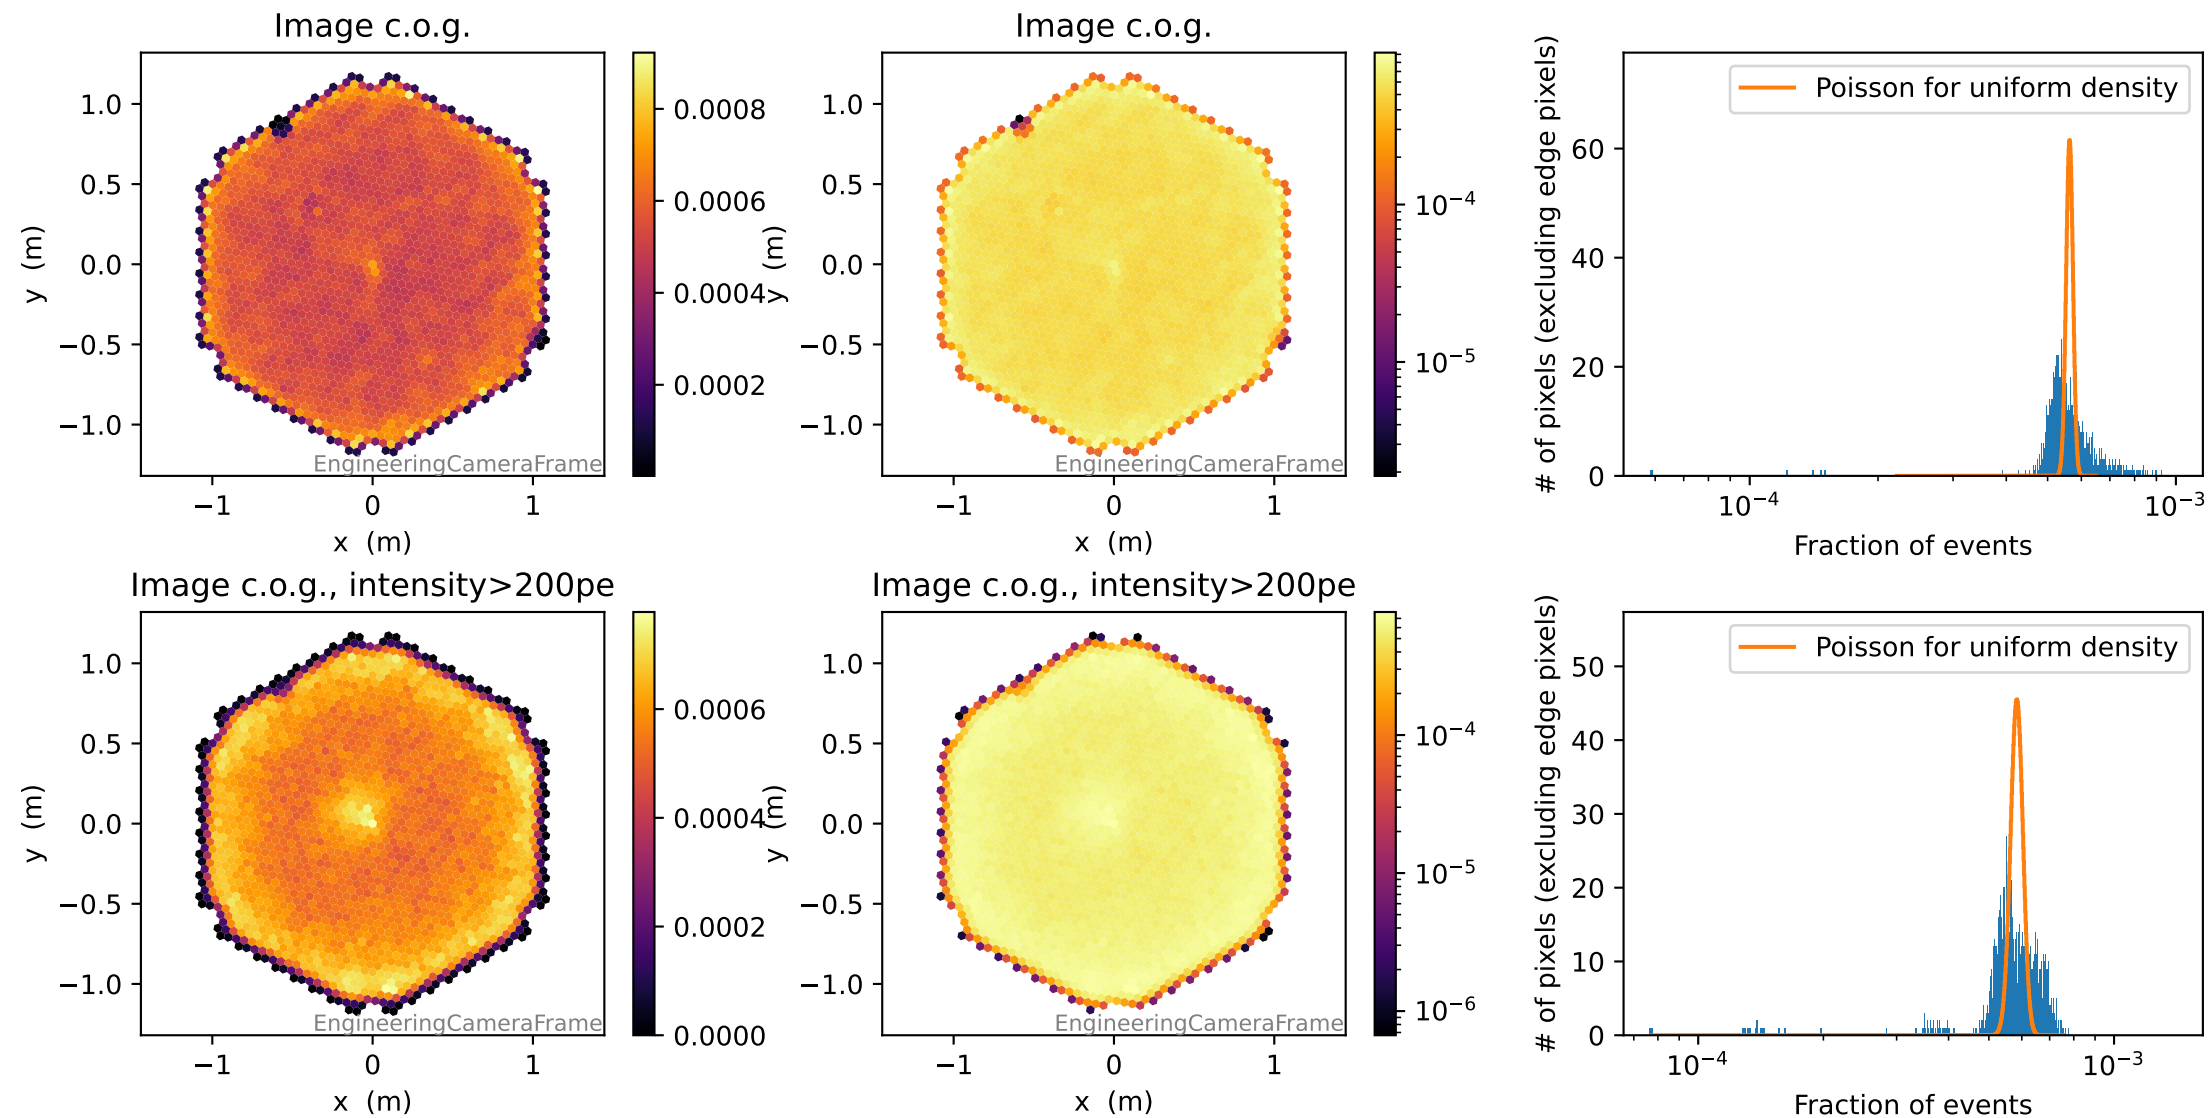 Image c.o.g.
1.0
0.5
0.0
−0.5
−1.0
y (m)
−1
0
1
x (m)
EngineeringCameraFrame
0.0008
0.0006
0.0004
0.0002
Image c.o.g.
1.0
0.5
0.0
−0.5
−1.0
y (m)
−1
0
1
x (m)
EngineeringCameraFrame
10⁻⁴
10⁻⁵
# of pixels (excluding edge pixels)
60
40
20
0
Poisson for uniform density
10⁻⁴
10⁻³
Fraction of events
Image c.o.g., intensity>200pe
1.0
0.5
0.0
−0.5
−1.0
y (m)
−1
0
1
x (m)
EngineeringCameraFrame
0.0006
0.0004
0.0002
0.0000
Image c.o.g., intensity>200pe
1.0
0.5
0.0
−0.5
−1.0
y (m)
−1
0
1
x (m)
EngineeringCameraFrame
10⁻⁴
10⁻⁵
10⁻⁶
# of pixels (excluding edge pixels)
50
40
30
20
10
0
Poisson for uniform density
10⁻⁴
10⁻³
Fraction of events